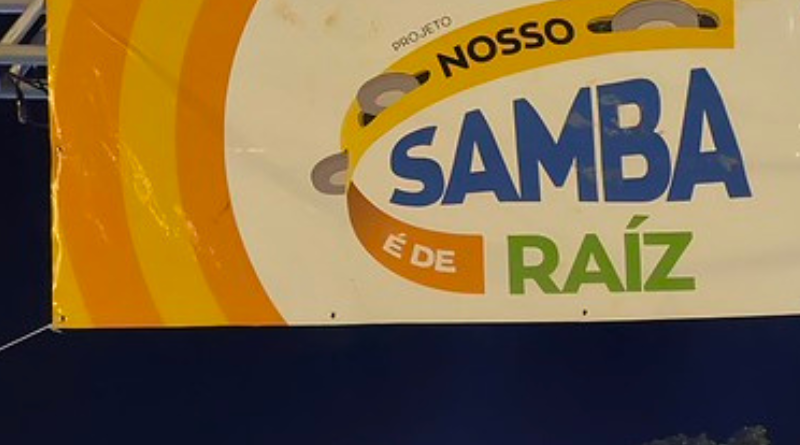 PROJETO
NOSSO
SAMBA
É DE
RAÍZ